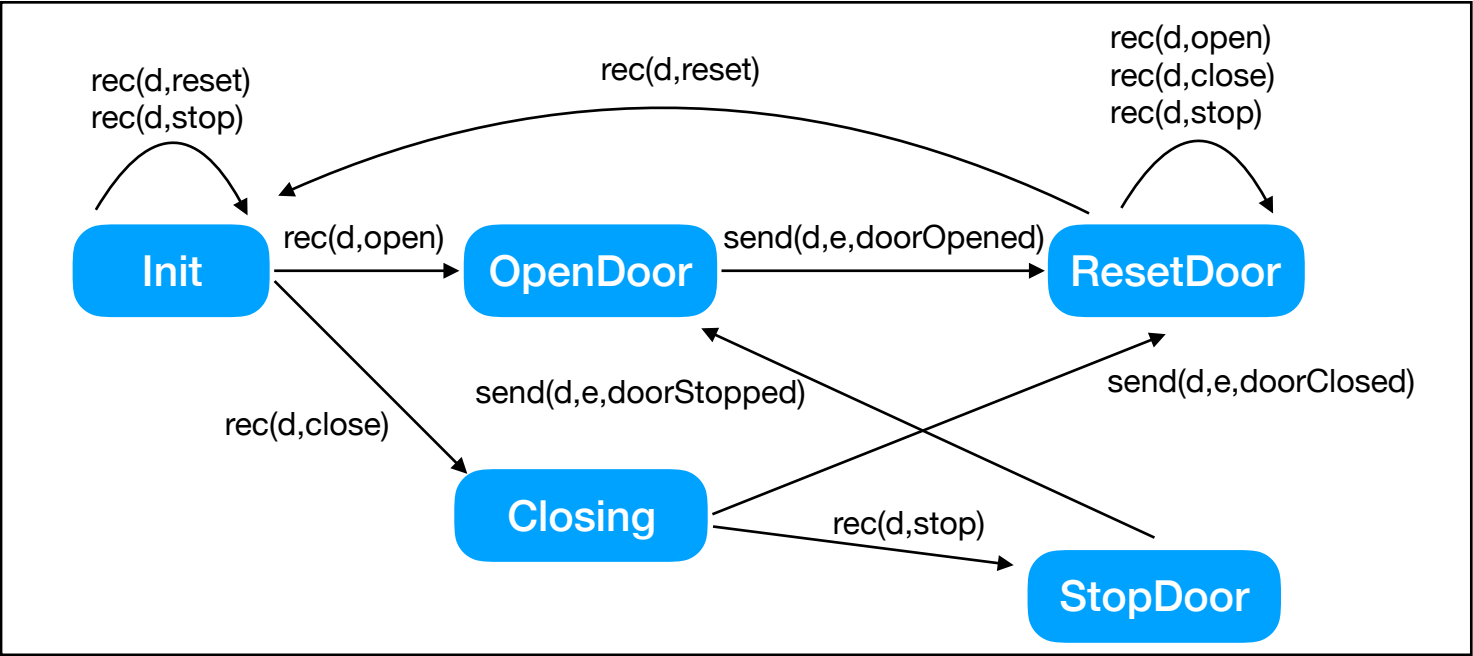 rec(d,reset)
rec(d,stop)
rec(d,reset)
rec(d,open)
rec(d,close)
rec(d,stop)
Init
rec(d,open)
OpenDoor
send(d,e,doorOpened)
ResetDoor
rec(d,close)
send(d,e,doorStopped)
send(d,e,doorClosed)
Closing
rec(d,stop)
StopDoor